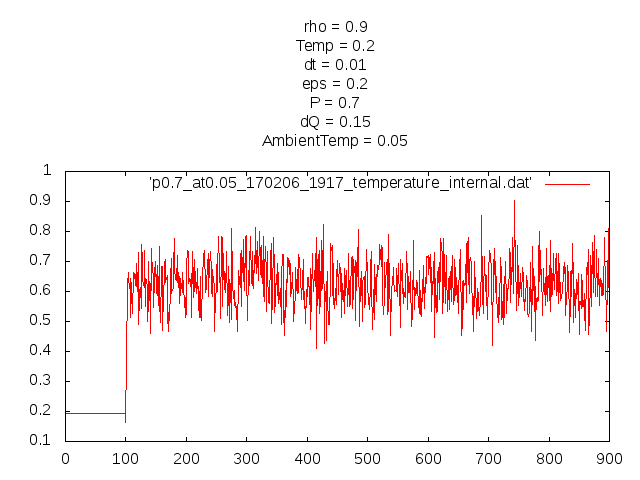 rho = 0.9
Temp = 0.2
dt = 0.01
eps = 0.2
P = 0.7
dQ = 0.15
AmbientTemp = 0.05
1
'p0.7_at0.05_170206_1917_temperature_internal.dat'
0.9
0.8
0.7
0.6
0.5
0.4
0.3
0.2
0.1
0 100 200 300 400 500 600 700 800 900